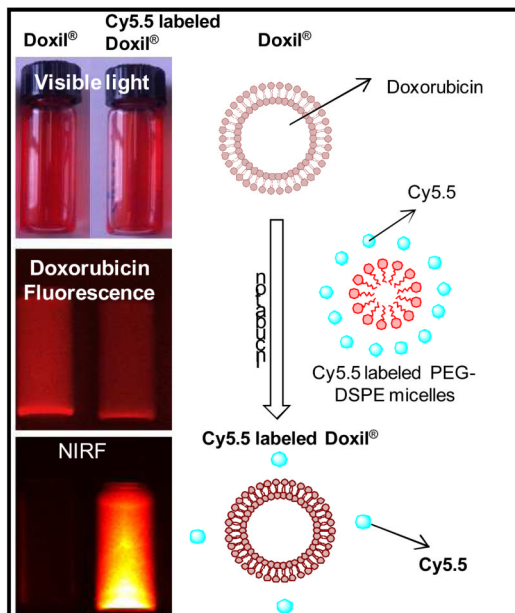 Doxil®
Cy5.5 labeled
Doxil®
Doxil®
Visible light
Doxorubicin
Cy5.5
Doxorubicin
Fluorescence
Cy5.5 labeled PEG-
DSPE micelles
NIRF
Cy5.5 labeled Doxil®
Cy5.5